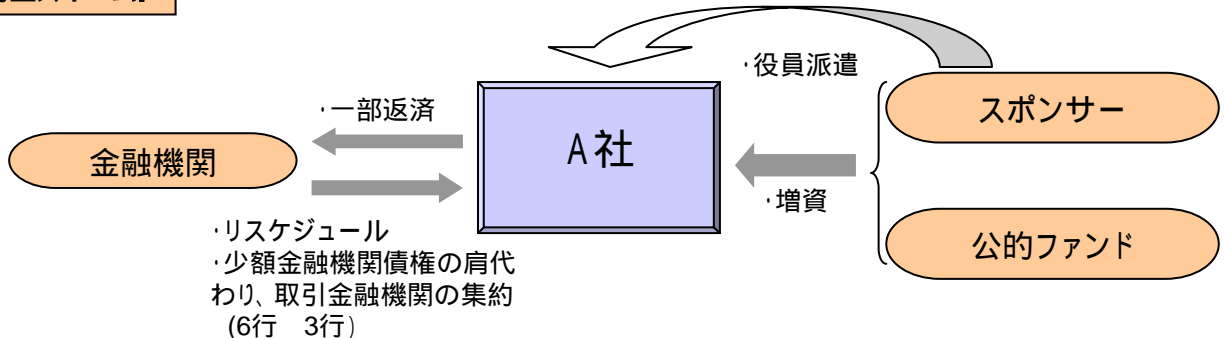 ・役員派遣
スポンサー
・一部返済
A社
金融機関
・増資
・リスケジュール
・少額金融機関債権の肩代
わり、取引金融機関の集約
(6行　3行)
公的ファンド